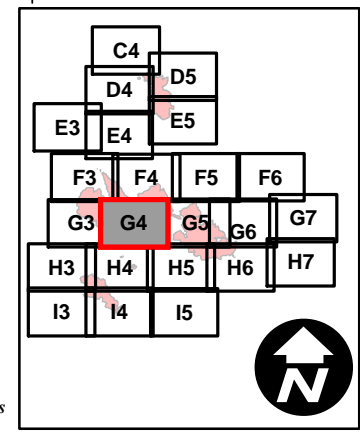 C4
D4 D5
E3 E4 E5
F3 F4 F5 F6
G3 G4 G5 G6 G7
H3 H4 H5 H6 H7
I3 I4 I5
N
s